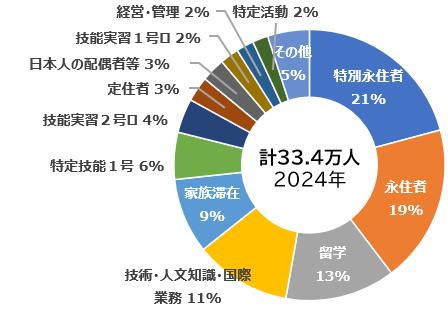 経営・管理 2%
特定活動 2%
技能実習１号ロ 2%
日本人の配偶者等 3%
定住者 3%
技能実習２号ロ 4%
特定技能１号 6%
家族滞在
9%
技術・人文知識・国際
業務 11%
留学
13%
永住者
19%
特別永住者
21%
その他
5%
計33.4万人
2024年